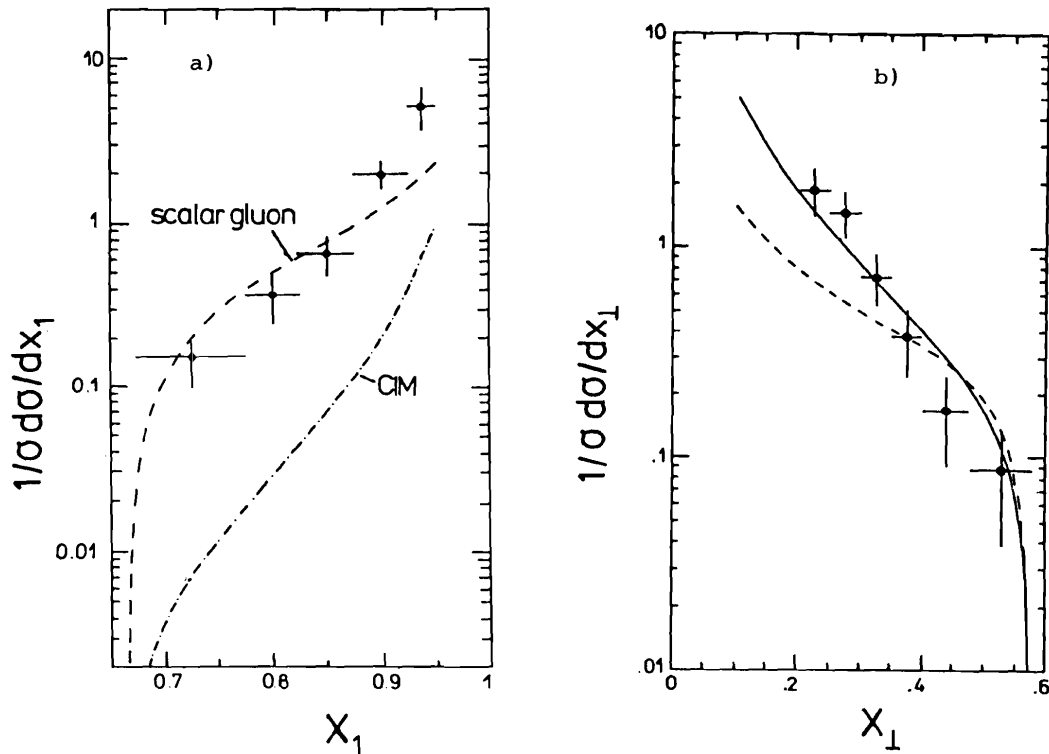 a)
10
1
0.1
0.01
scalar gluon
CIM
1/σ dσ/dx₁
0.7
0.8
0.9
1
X₁
b)
10
1
.1
.01
1/σ dσ/dx⊥
0
.2
.4
.6
X⊥